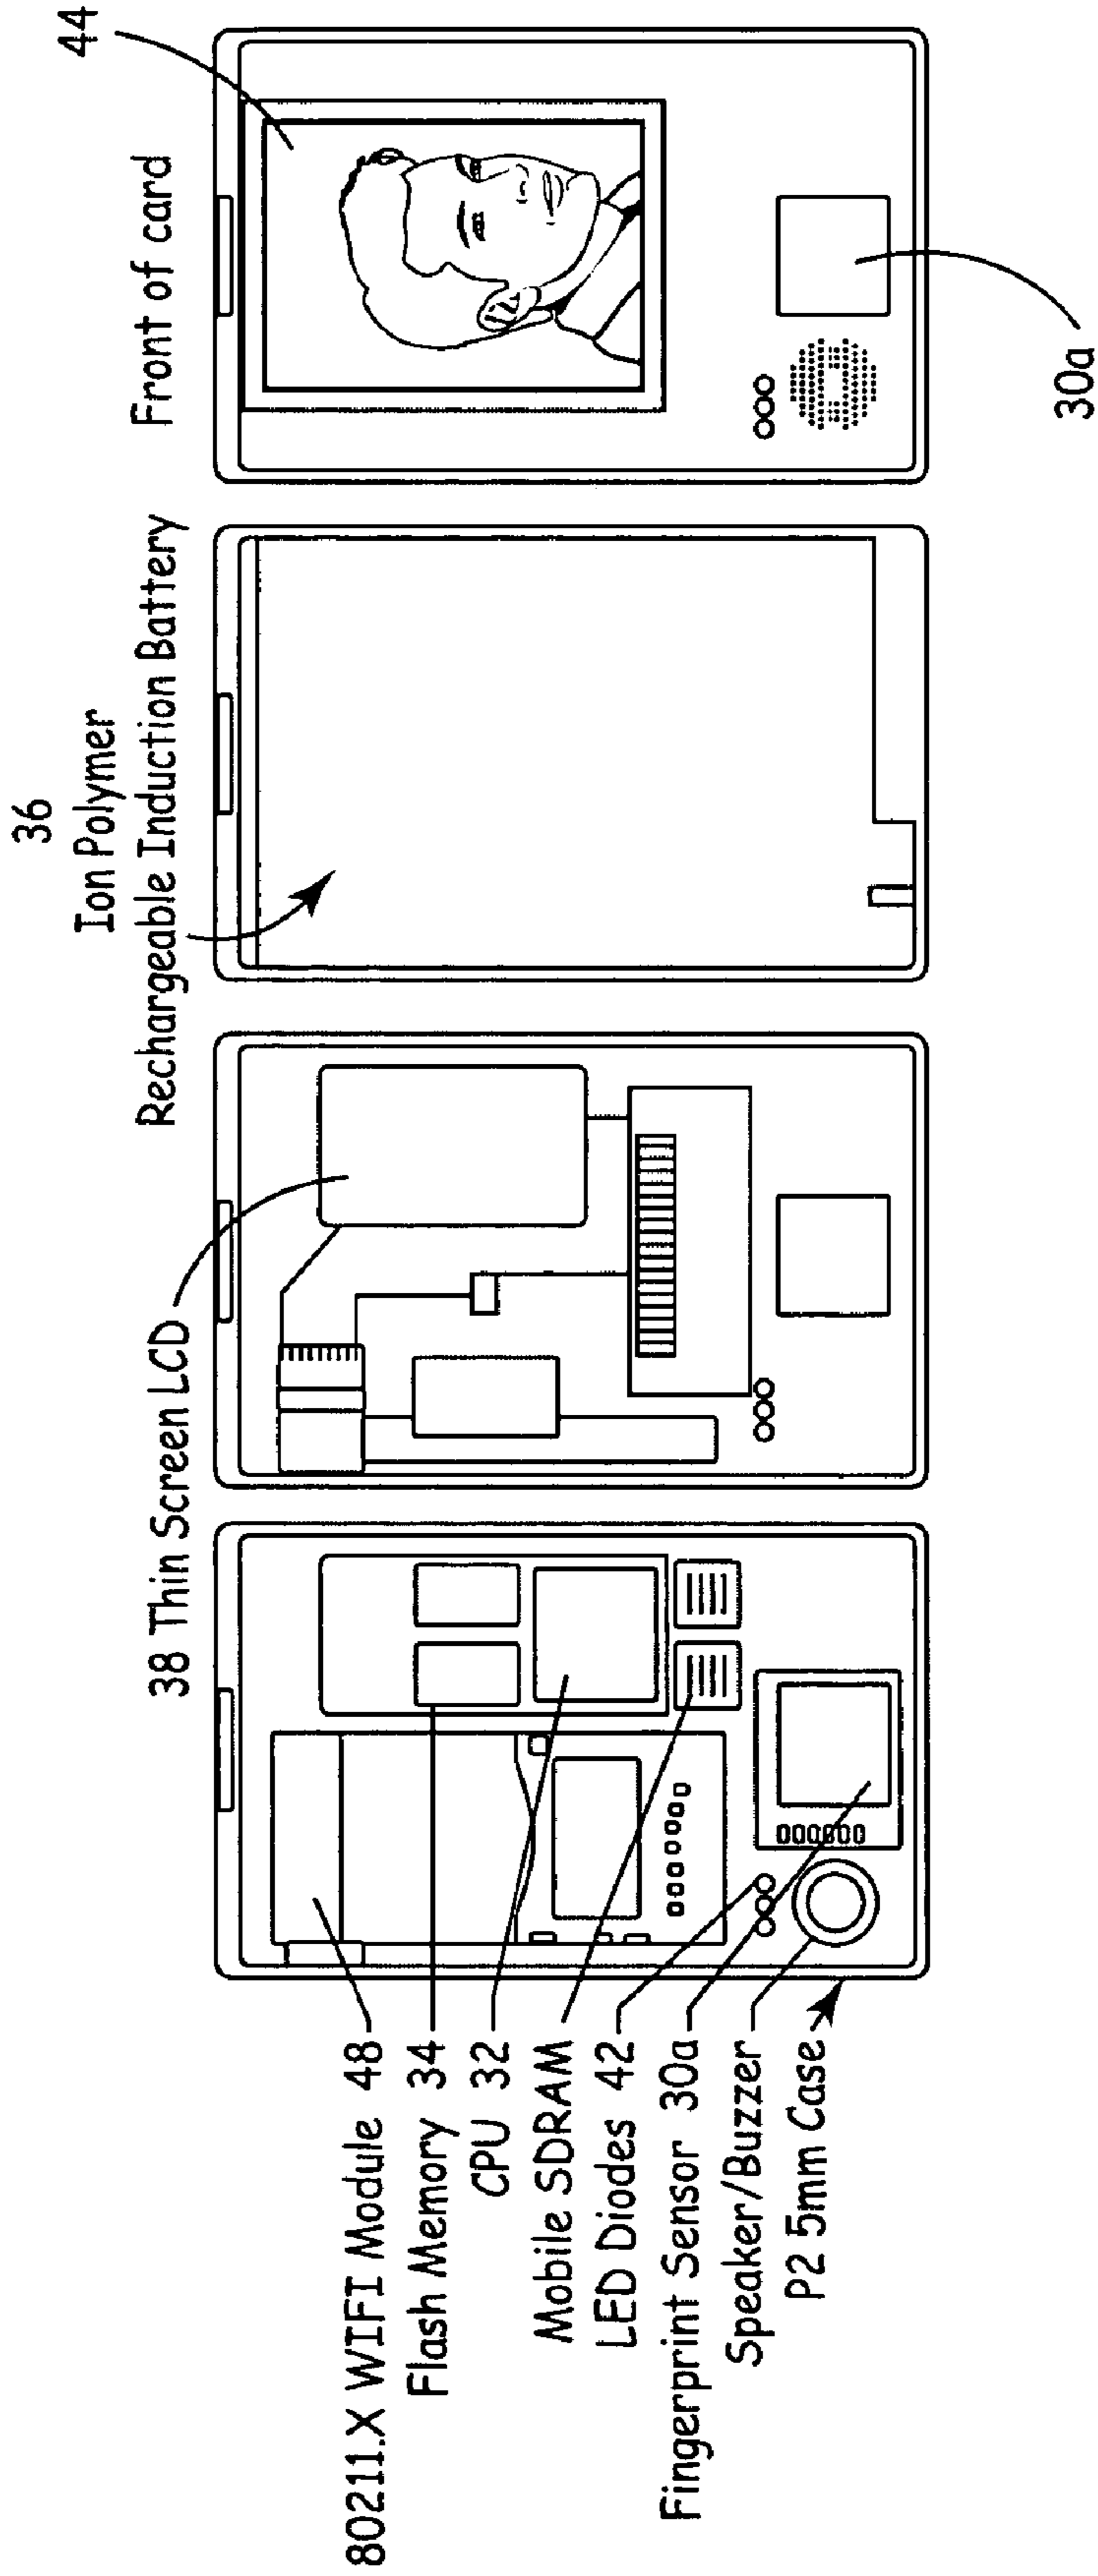 80211.X WIFI Module 48
Flash Memory 34
CPU 32
Mobile SDRAM
LED Diodes 42
Fingerprint Sensor 30a
Speaker/Buzzer
P2 5mm Case
38 Thin Screen LCD
36
Ion Polymer
Rechargeable Induction Battery
Front of card
44
30a